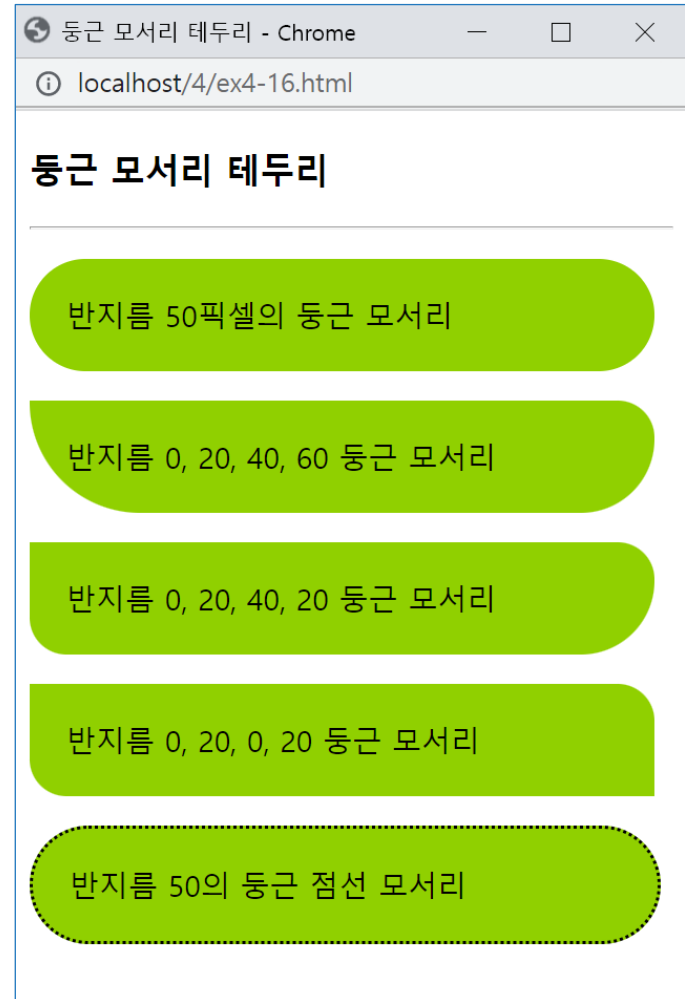 둥근 모서리 테두리 - Chrome
localhost/4/ex4-16.html
둥근 모서리 테두리
반지름 50픽셀의 둥근 모서리
반지름 0, 20, 40, 60 둥근 모서리
반지름 0, 20, 40, 20 둥근 모서리
반지름 0, 20, 0, 20 둥근 모서리
반지름 50의 둥근 점선 모서리